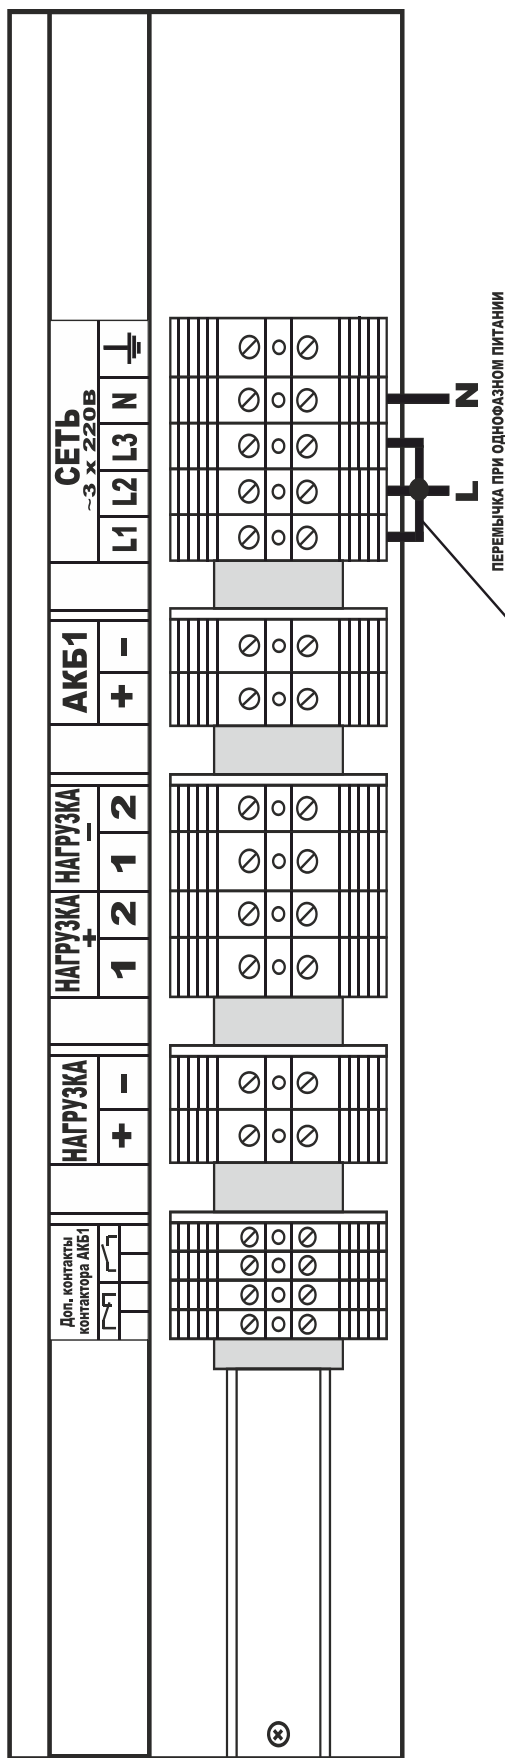 СЕТЬ
~3 x 220В
L1 L2 L3 N
АКБ1
+ −
НАГРУЗКА
+
1 2
НАГРУЗКА
−
1 2
НАГРУЗКА
+ −
Доп. контакты
контактора АКБ1
L
N
ПЕРЕМЫЧКА ПРИ ОДНОФАЗНОМ ПИТАНИИ